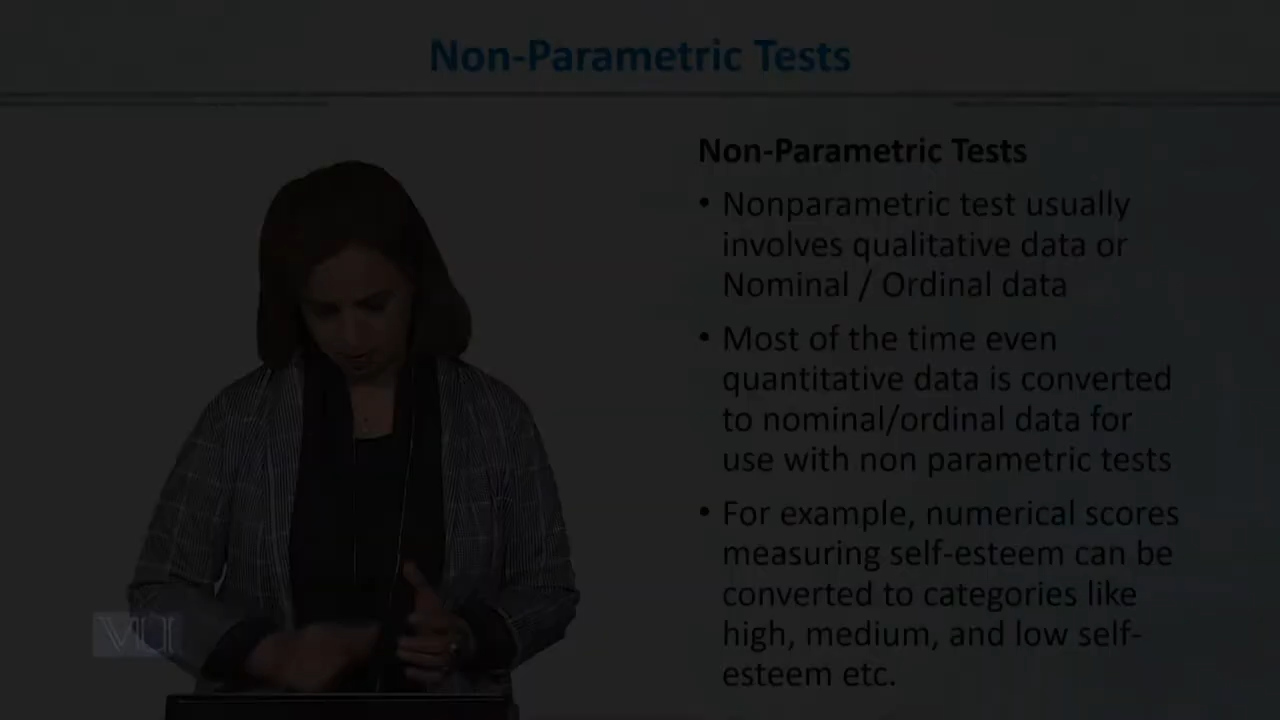 Non-Parametric Tests
Non-Parametric Tests
• Nonparametric test usually
involves qualitative data or
Nominal / Ordinal data
• Most of the time even
quantitative data is converted
to nominal/ordinal data for
use with non parametric tests
• For example, numerical scores
measuring self-esteem can be
converted to categories like
high, medium, and low self-
esteem etc.
VU